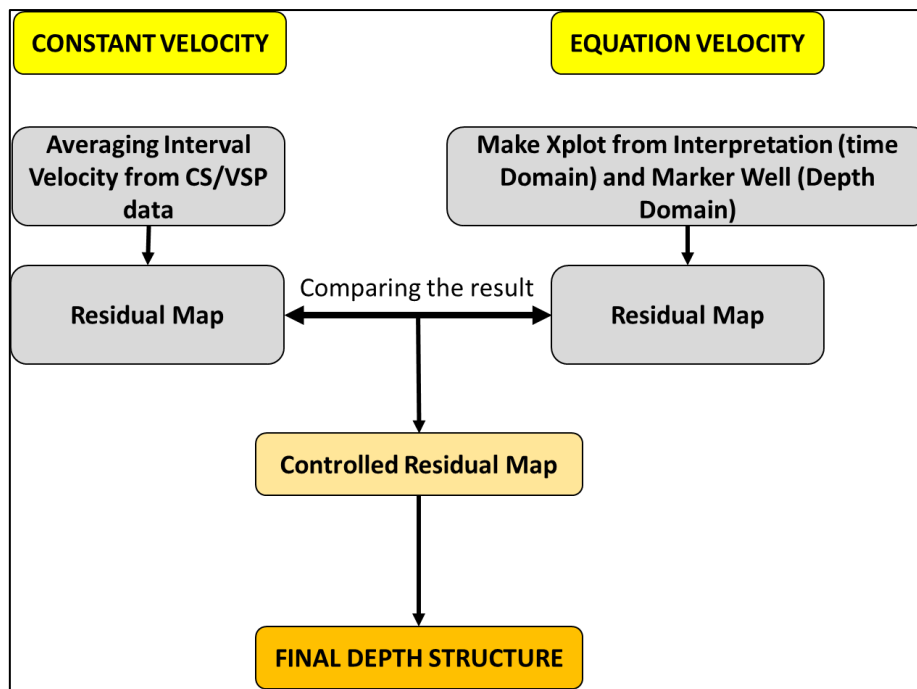 CONSTANT VELOCITY
EQUATION VELOCITY
Averaging Interval
Velocity from CS/VSP
data
Make Xplot from Interpretation (time
Domain) and Marker Well (Depth
Domain)
Residual Map
Comparing the result
Residual Map
Controlled Residual Map
FINAL DEPTH STRUCTURE